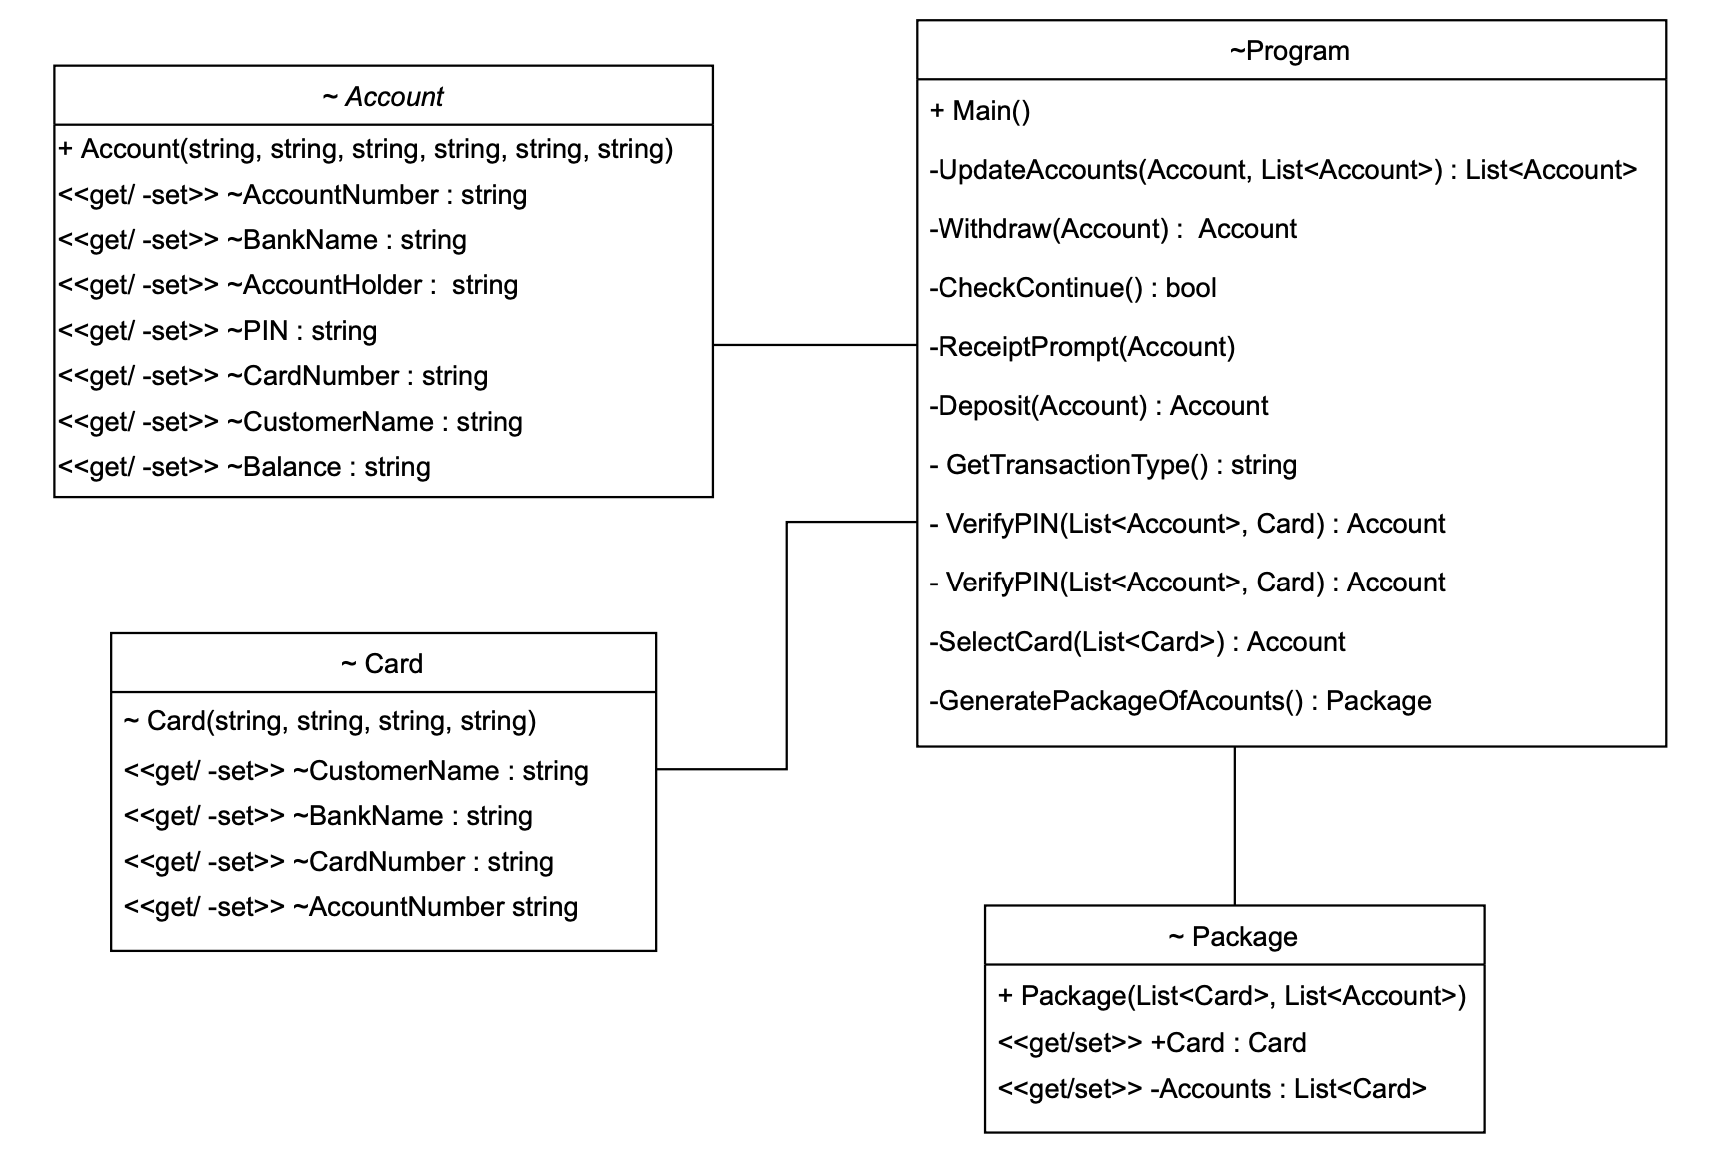 ~ Account
+ Account(string, string, string, string, string, string)
<<get/ -set>> ~AccountNumber : string
<<get/ -set>> ~BankName : string
<<get/ -set>> ~AccountHolder :  string
<<get/ -set>> ~PIN : string
<<get/ -set>> ~CardNumber : string
<<get/ -set>> ~CustomerName : string
<<get/ -set>> ~Balance : string
~Program
+ Main()
-UpdateAccounts(Account, List<Account>) : List<Account>
-Withdraw(Account) :  Account
-CheckContinue() : bool
-ReceiptPrompt(Account)
-Deposit(Account) : Account
- GetTransactionType() : string
- VerifyPIN(List<Account>, Card) : Account
- VerifyPIN(List<Account>, Card) : Account
-SelectCard(List<Card>) : Account
-GeneratePackageOfAcounts() : Package
~ Card
~ Card(string, string, string, string)
<<get/ -set>> ~CustomerName : string
<<get/ -set>> ~BankName : string
<<get/ -set>> ~CardNumber : string
<<get/ -set>> ~AccountNumber string
~ Package
+ Package(List<Card>, List<Account>)
<<get/set>> +Card : Card
<<get/set>> -Accounts : List<Card>